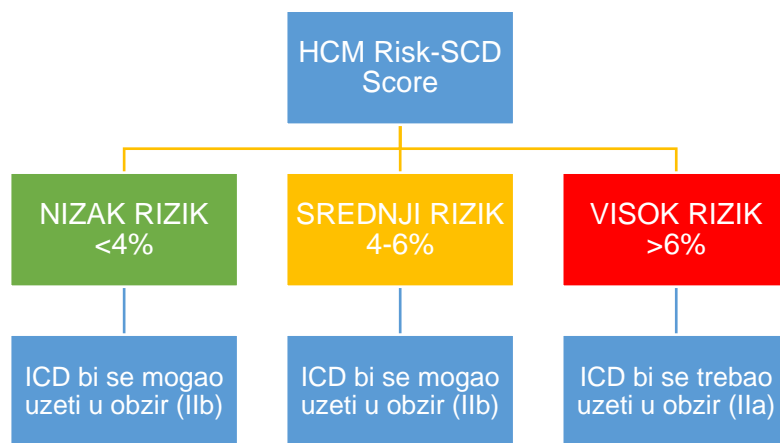 HCM Risk-SCD
Score
NIZAK RIZIK
<4%
SREDNJI RIZIK
4-6%
VISOK RIZIK
>6%
ICD bi se mogao
uzeti u obzir (IIb)
ICD bi se mogao
uzeti u obzir (IIb)
ICD bi se trebao
uzeti u obzir (IIa)